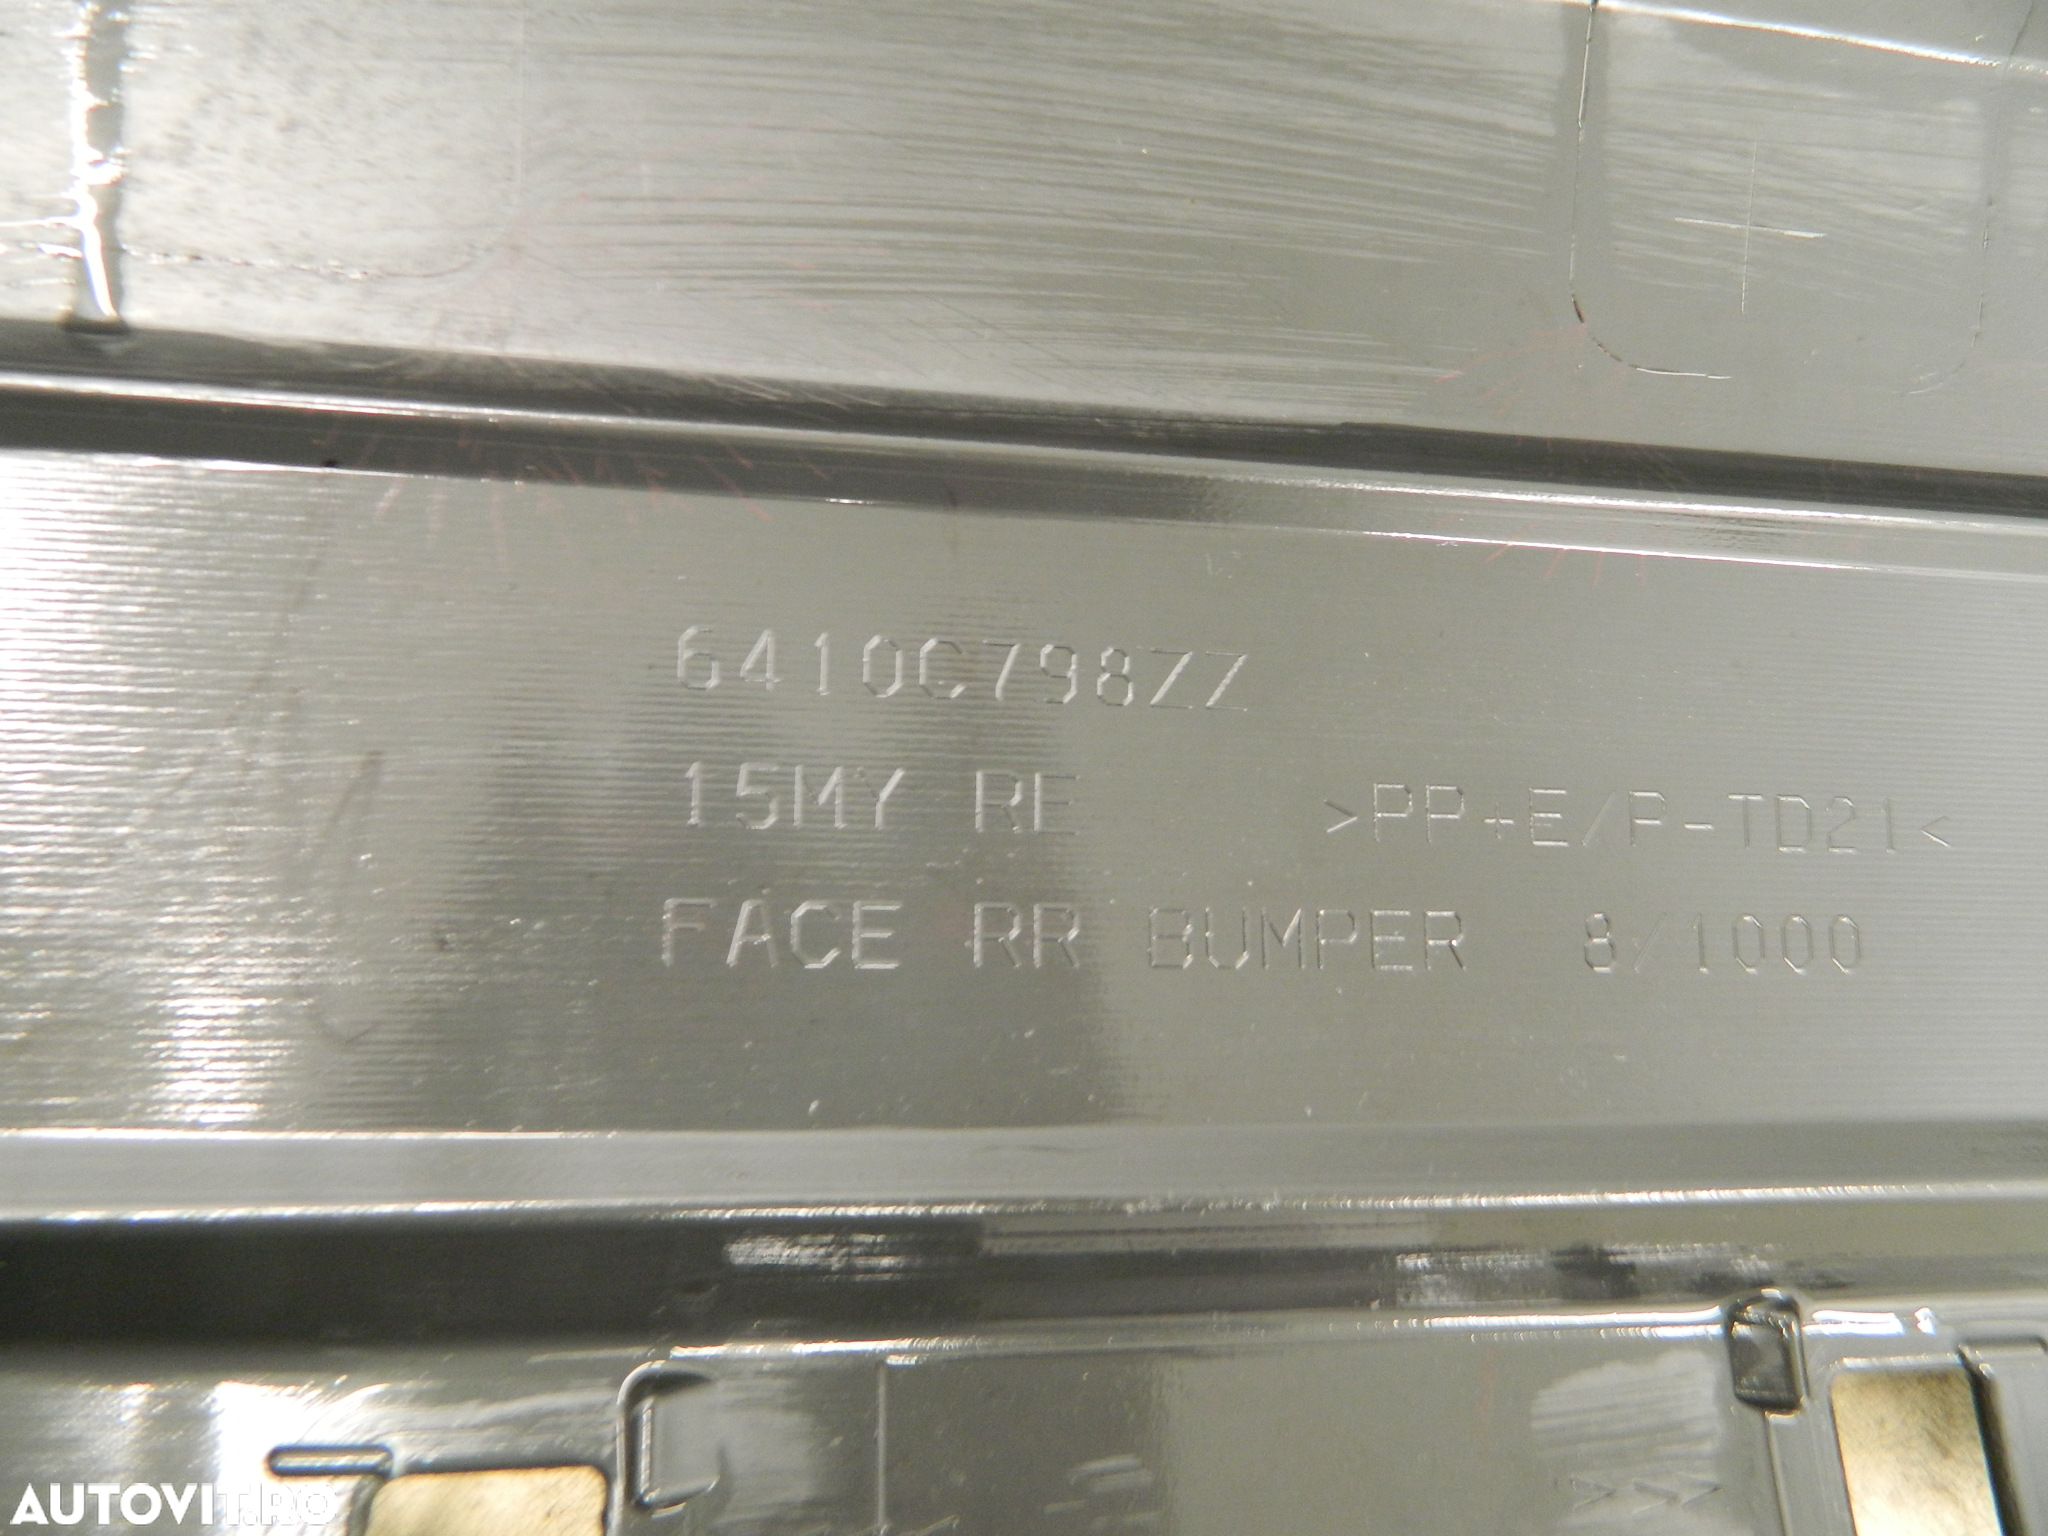 6410C798ZZ
15MY RE >PP+E/P-TD21<
FACE RR BUMPER 8/1000
AUTOVIT.RO